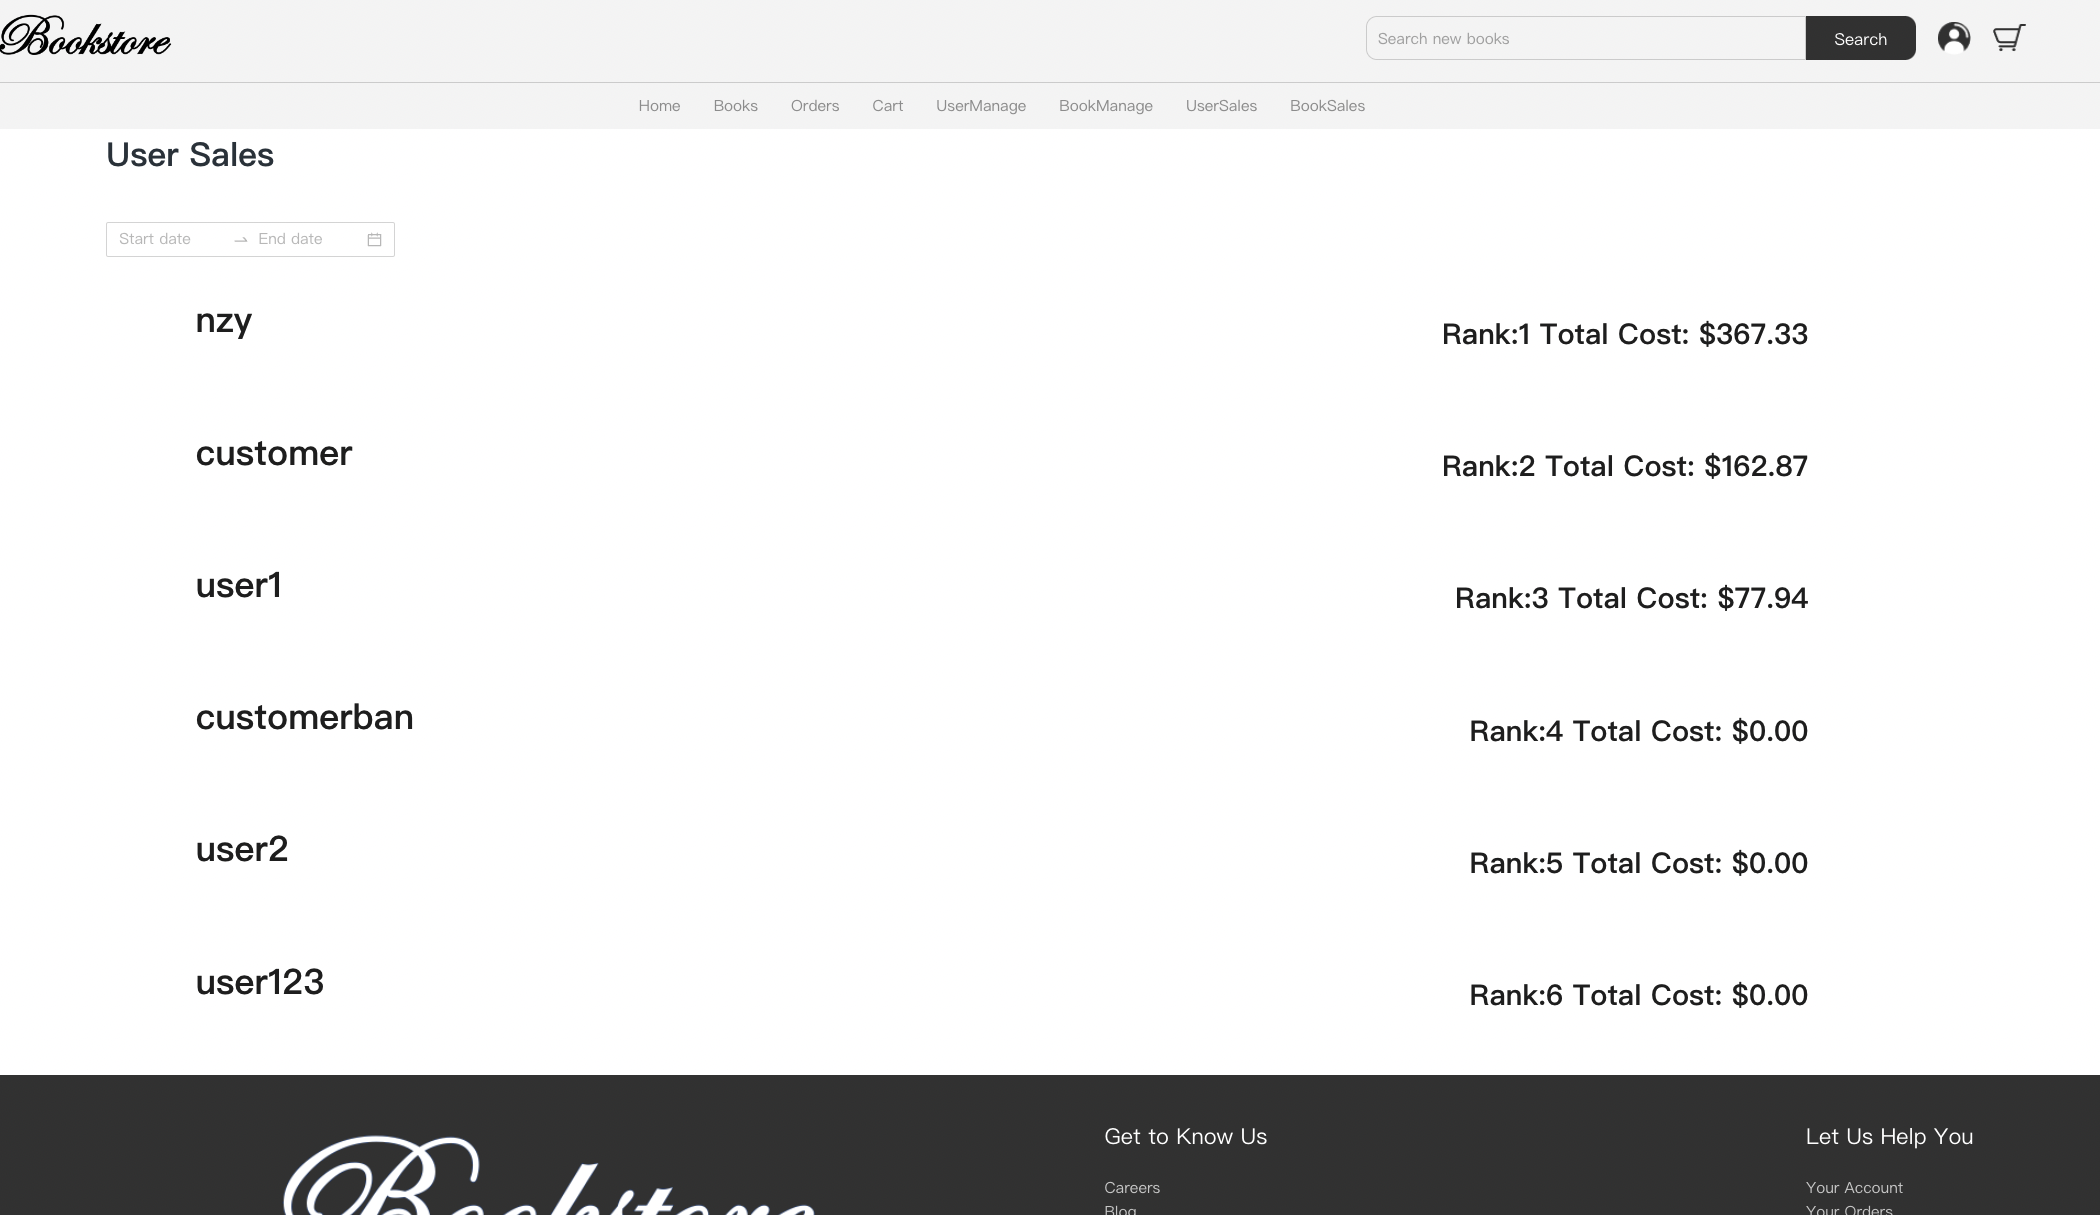 Bookstore
Search new books Search
Home Books Orders Cart UserManage BookManage UserSales BookSales
User Sales
Start date End date
nzy
Rank:1 Total Cost: $367.33
customer
Rank:2 Total Cost: $162.87
user1
Rank:3 Total Cost: $77.94
customerban
Rank:4 Total Cost: $0.00
user2
Rank:5 Total Cost: $0.00
user123
Rank:6 Total Cost: $0.00
Bookstore
Get to Know Us
Careers
Blog
Let Us Help You
Your Account
Your Orders